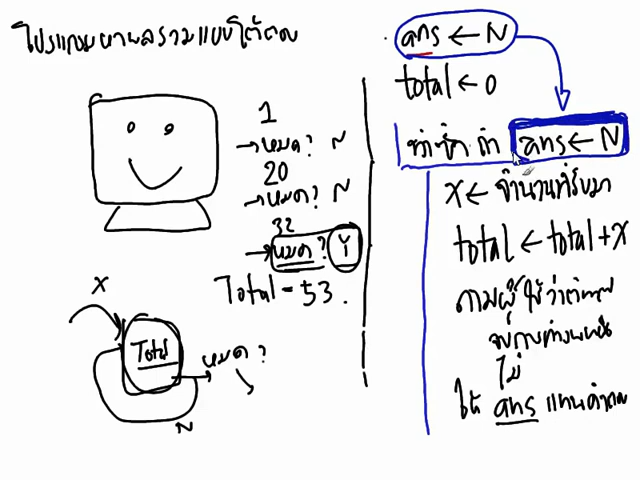 โปรแกรมหาผลรวมแบบโต้ตอบ
1
→หมด? N
20
→หมด? N
32
→หมด? Y
Total = 53.
X
Total
หมด?
N
ans ← N
total ← 0
ทำซ้ำ ถ้า ans ← N
X ← จำนวนที่รับมา
total ← total + X
ถามผู้ใช้ว่าต้องการ
ไม่
ให้ ans แทนคำตอบ